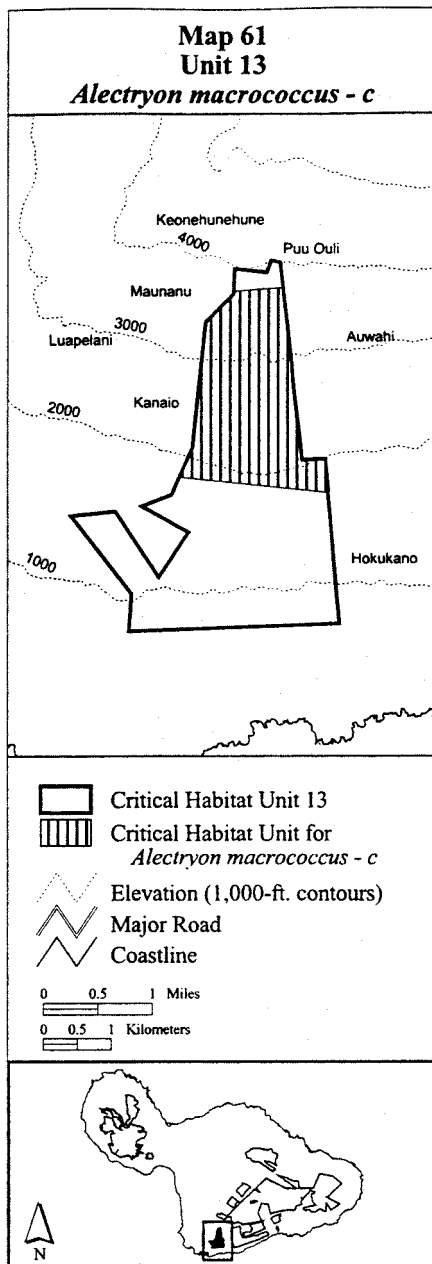 Map 61
Unit 13
Alectryon macrococcus - c
Keonehunehune
4000
Puu Ouli
Maunanu
3000
Luapelani
Auwahi
Kanaio
2000
1000
Hokukano
Critical Habitat Unit 13
Critical Habitat Unit for
Alectryon macrococcus - c
Elevation (1,000-ft. contours)
Major Road
Coastline
0 0.5 1 Miles
0 0.5 1 Kilometers
N